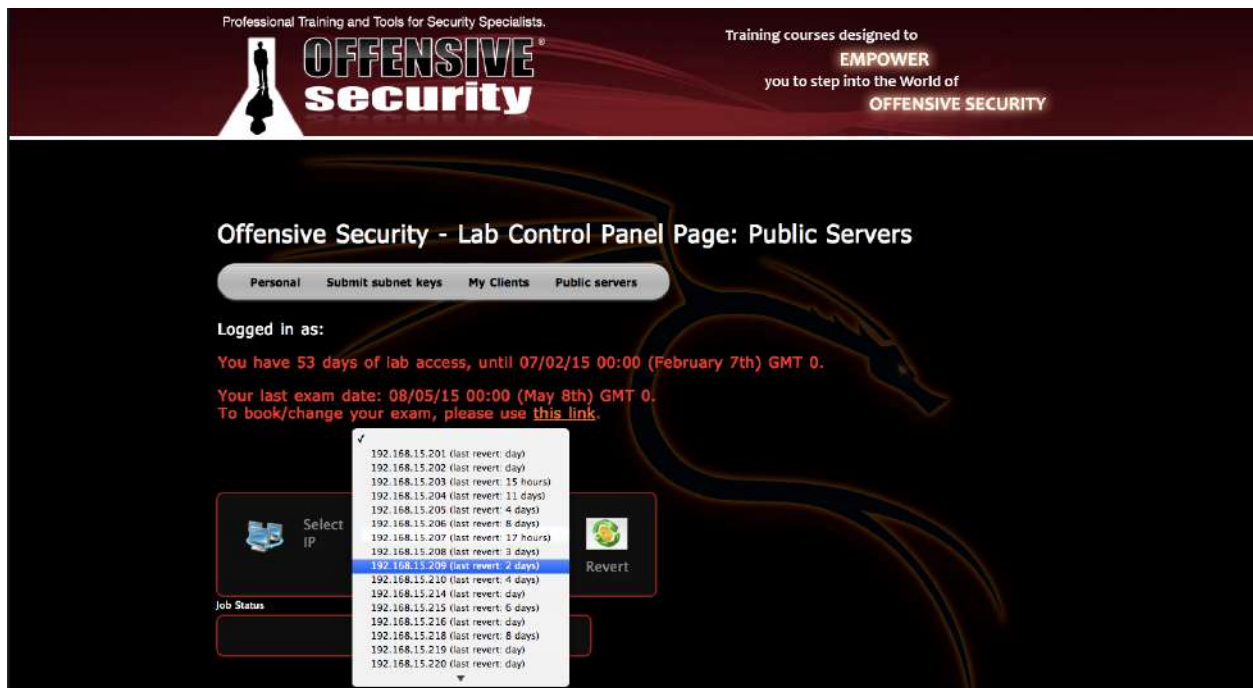 Professional Training and Tools for Security Specialists.
OFFENSIVE®
security
Training courses designed to
EMPOWER
you to step into the World of
OFFENSIVE SECURITY
Offensive Security - Lab Control Panel Page: Public Servers
Personal Submit subnet keys My Clients Public servers
Logged in as:
You have 53 days of lab access, until 07/02/15 00:00 (February 7th) GMT 0.
Your last exam date: 08/05/15 00:00 (May 8th) GMT 0.
To book/change your exam, please use this link.
✓
192.168.15.201 (last revert: day)
192.168.15.202 (last revert: day)
192.168.15.203 (last revert: 15 hours)
192.168.15.204 (last revert: 11 days)
192.168.15.205 (last revert: 4 days)
192.168.15.206 (last revert: 8 days)
192.168.15.207 (last revert: 17 hours)
192.168.15.208 (last revert: 3 days)
192.168.15.209 (last revert: 2 days)
192.168.15.210 (last revert: 4 days)
192.168.15.214 (last revert: day)
192.168.15.215 (last revert: 6 days)
192.168.15.216 (last revert: day)
192.168.15.218 (last revert: 8 days)
192.168.15.219 (last revert: day)
192.168.15.220 (last revert: day)
▼
Select
IP
Revert
Job Status